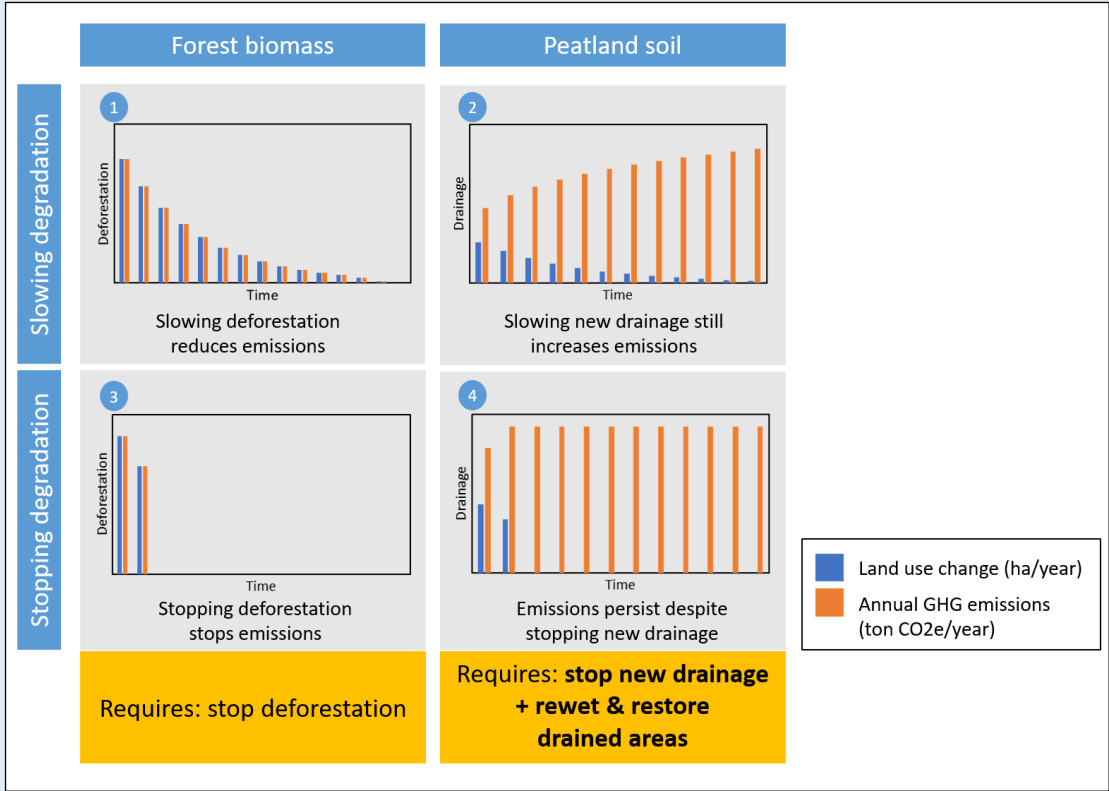 Forest biomass
Peatland soil
Slowing degradation
1
Deforestation
Time
Slowing deforestation
reduces emissions
2
Drainage
Time
Slowing new drainage still
increases emissions
Stopping degradation
3
Deforestation
Time
Stopping deforestation
stops emissions
4
Drainage
Time
Emissions persist despite
stopping new drainage
Land use change (ha/year)
Annual GHG emissions
(ton CO2e/year)
Requires: stop deforestation
Requires: stop new drainage
+ rewet & restore
drained areas